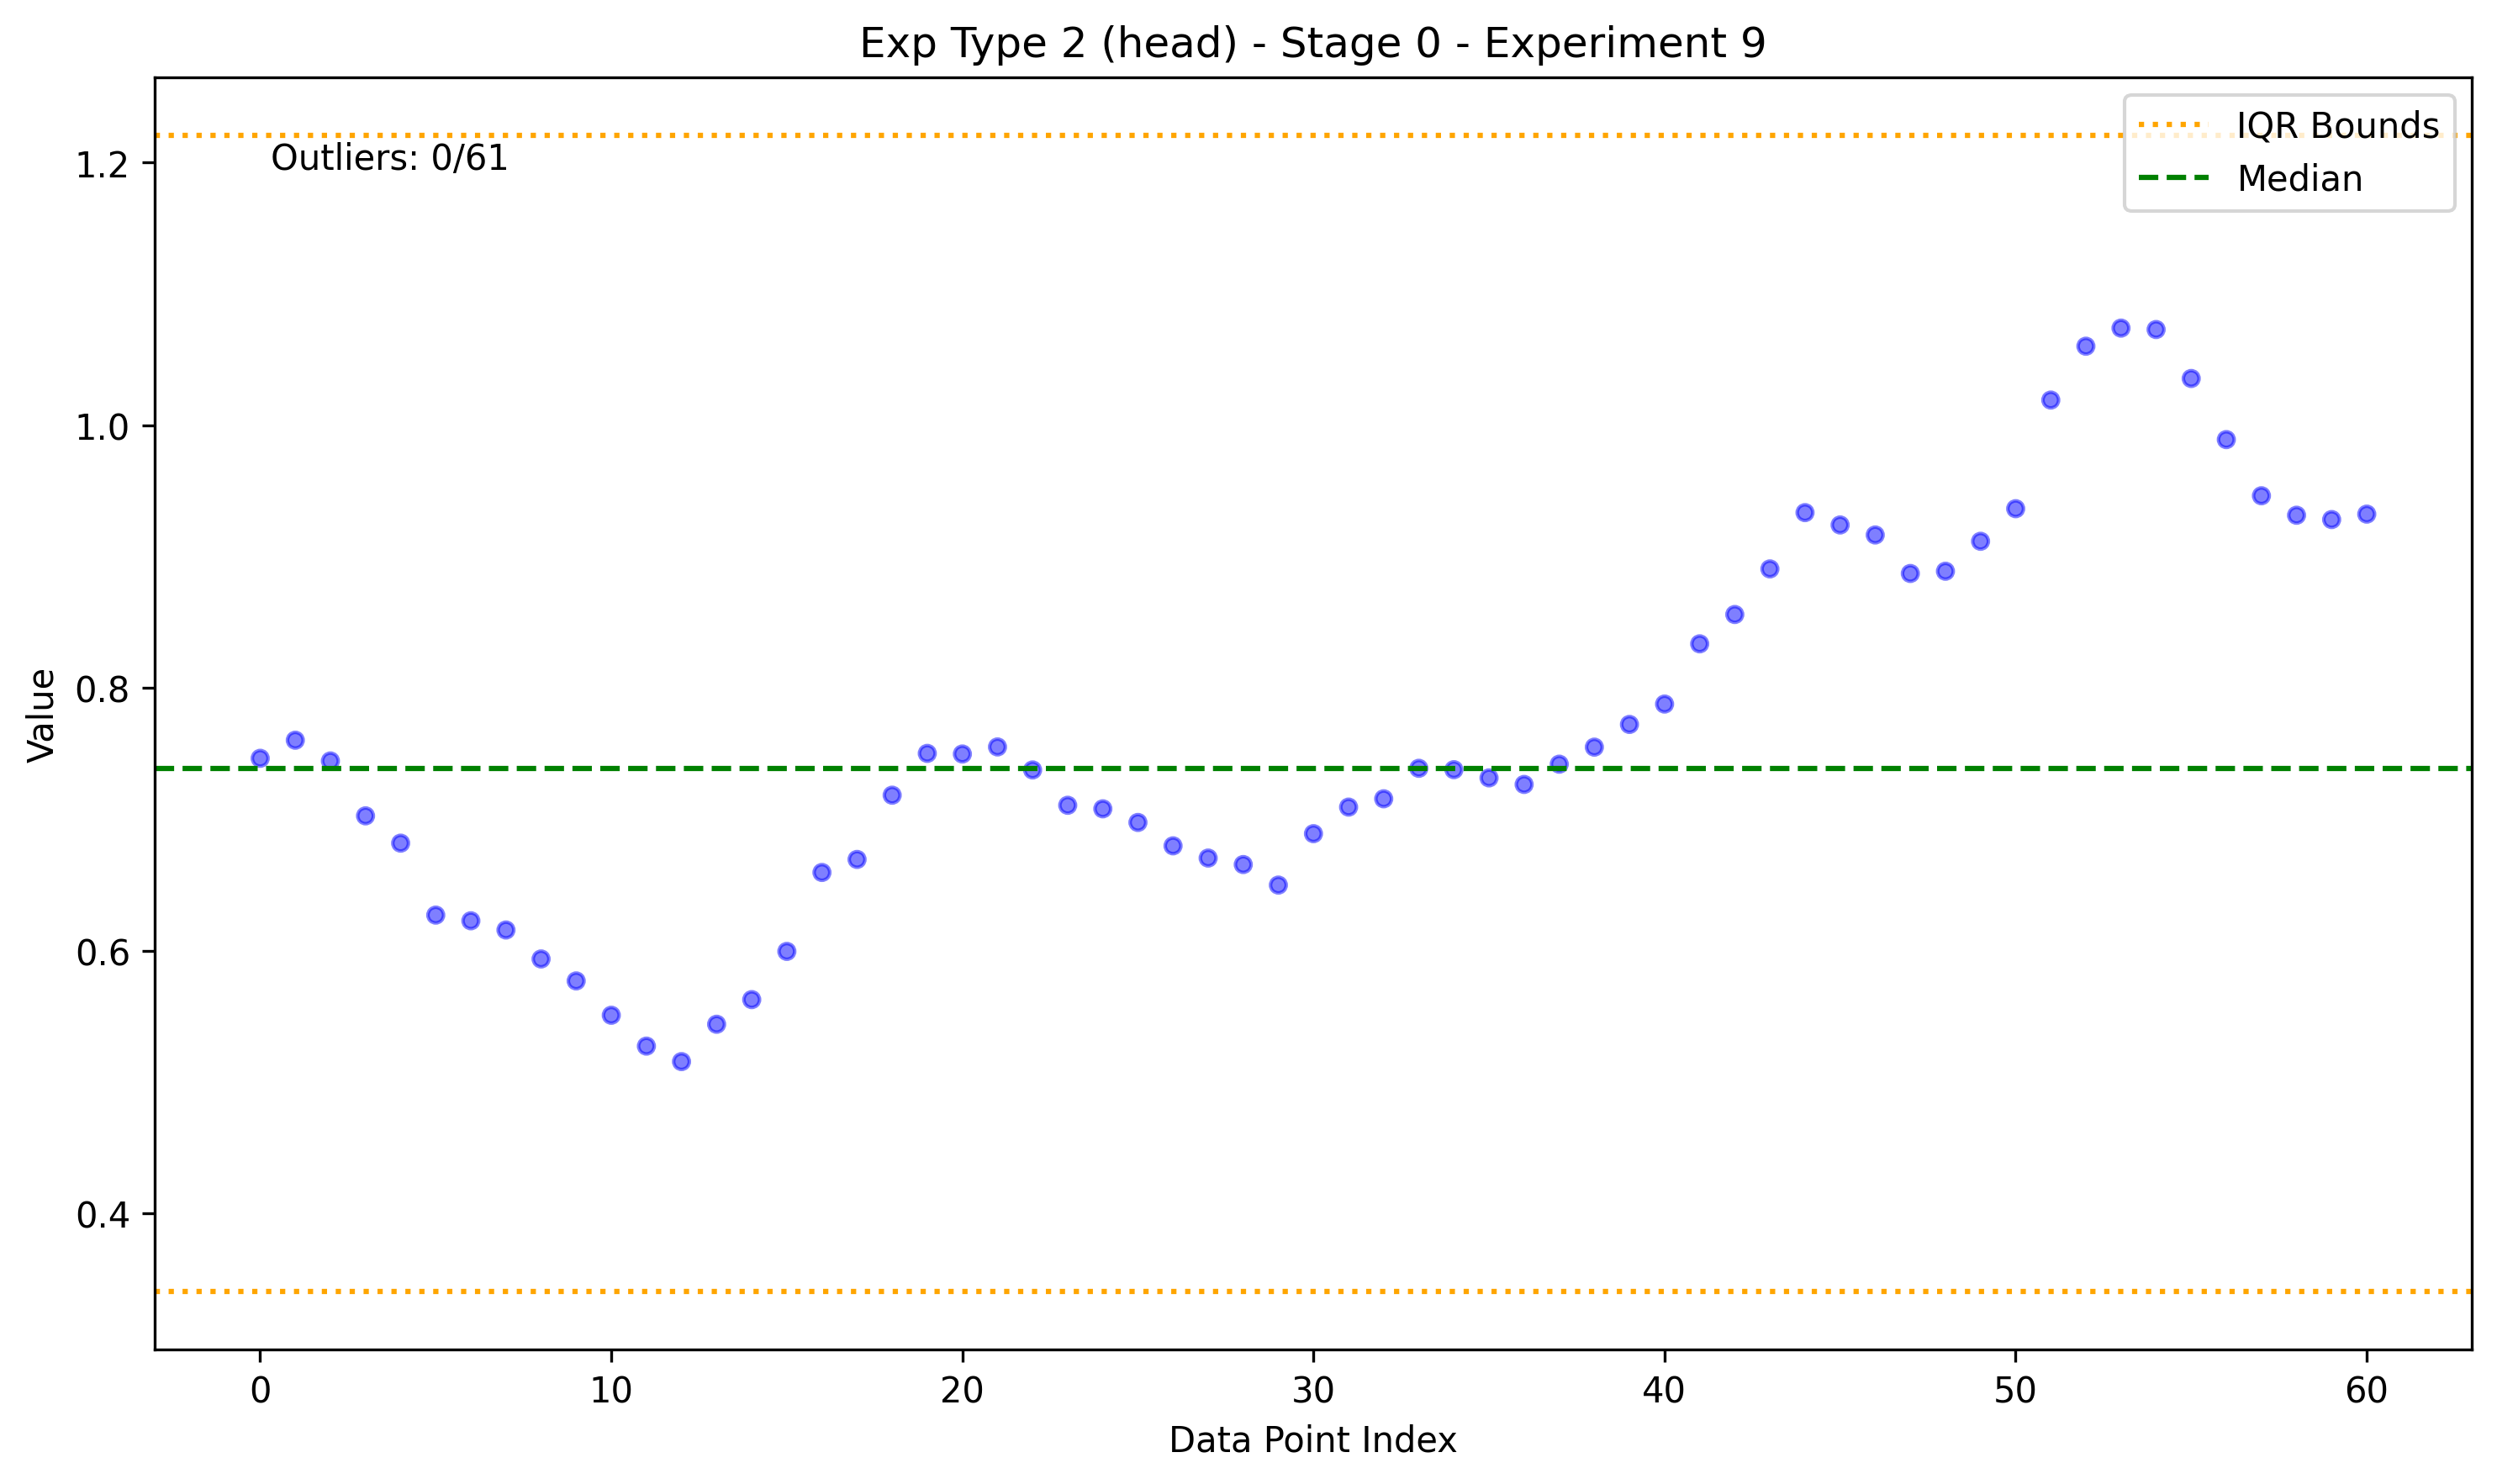 Exp Type 2 (head) - Stage 0 - Experiment 9
IQR Bounds
Median
Outliers: 0/61
1.2
1.0
0.8
0.6
0.4
Value
0 10 20 30 40 50 60
Data Point Index